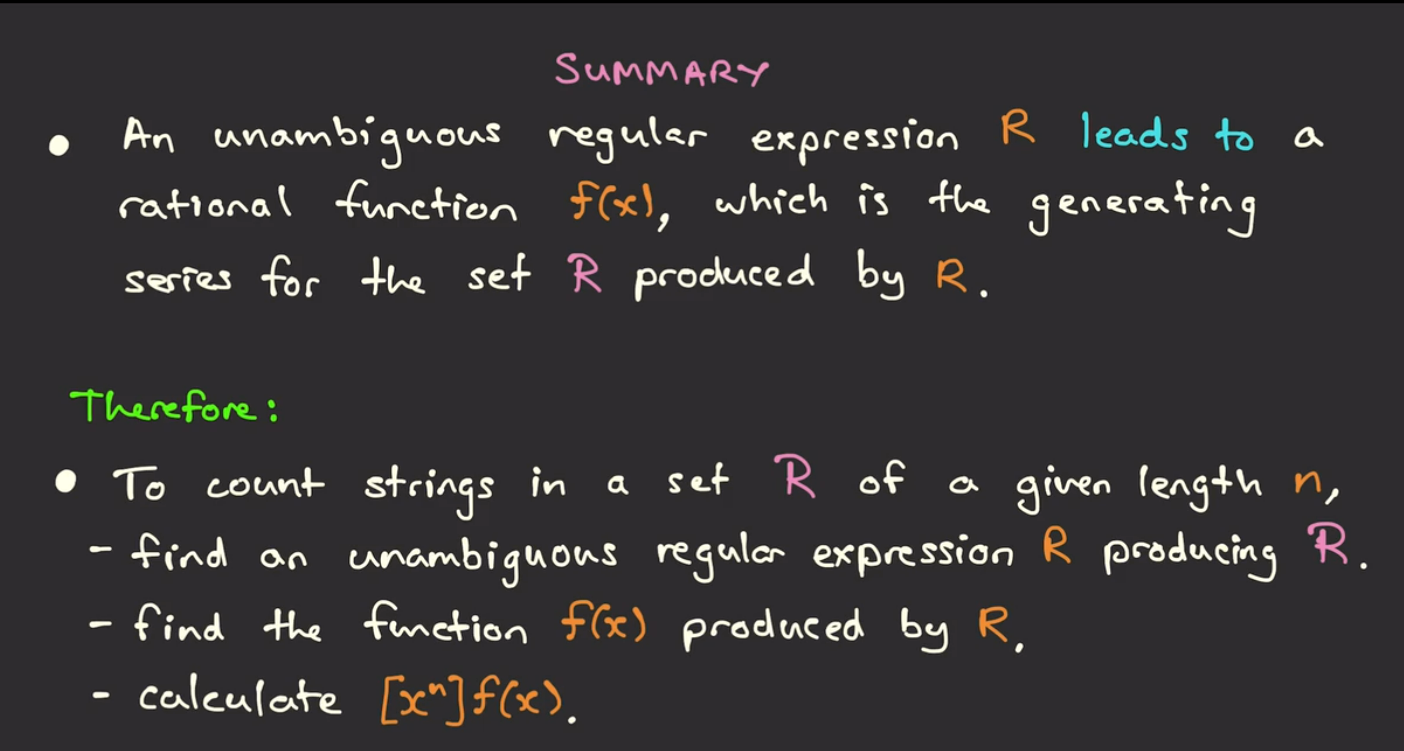 SUMMARY
• An unambiguous regular expression R leads to a
rational function f(x), which is the generating
series for the set ℛ produced by R.
Therefore:
• To count strings in a set ℛ of a given length n,
- find an unambiguous regular expression R producing ℛ.
- find the function f(x) produced by R.
- calculate [xⁿ]f(x).